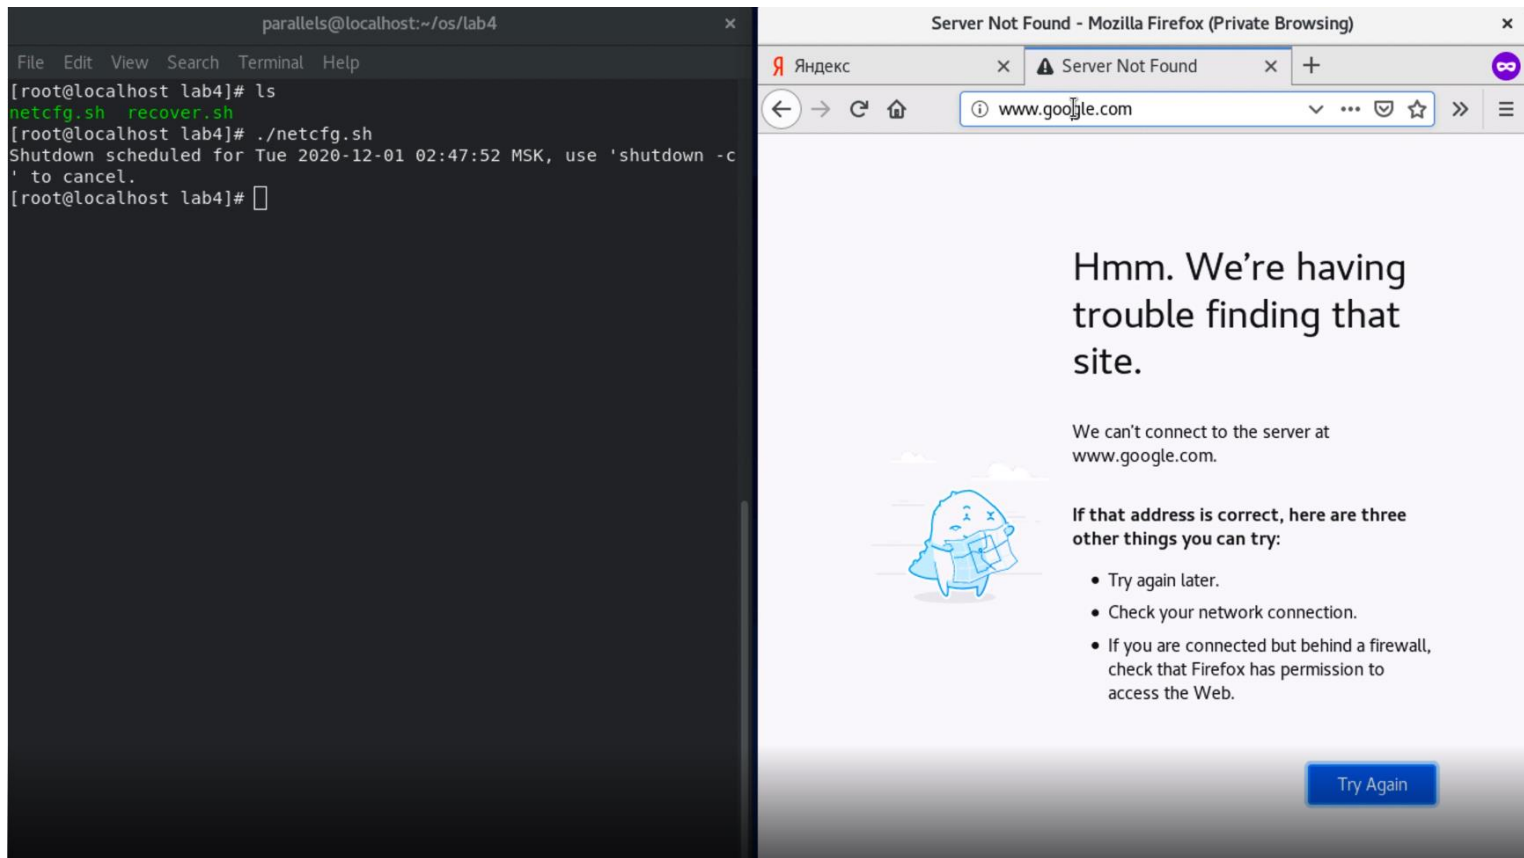 parallels@localhost:~/os/lab4
File Edit View Search Terminal Help
[root@localhost lab4]# ls
netcfg.sh  recover.sh
[root@localhost lab4]# ./netcfg.sh
Shutdown scheduled for Tue 2020-12-01 02:47:52 MSK, use 'shutdown -c
' to cancel.
[root@localhost lab4]#
Server Not Found - Mozilla Firefox (Private Browsing)
Я Яндекс
Server Not Found
www.google.com
Hmm. We’re having
trouble finding that
site.
We can’t connect to the server at
www.google.com.
If that address is correct, here are three
other things you can try:
• Try again later.
• Check your network connection.
• If you are connected but behind a firewall,
check that Firefox has permission to
access the Web.
Try Again